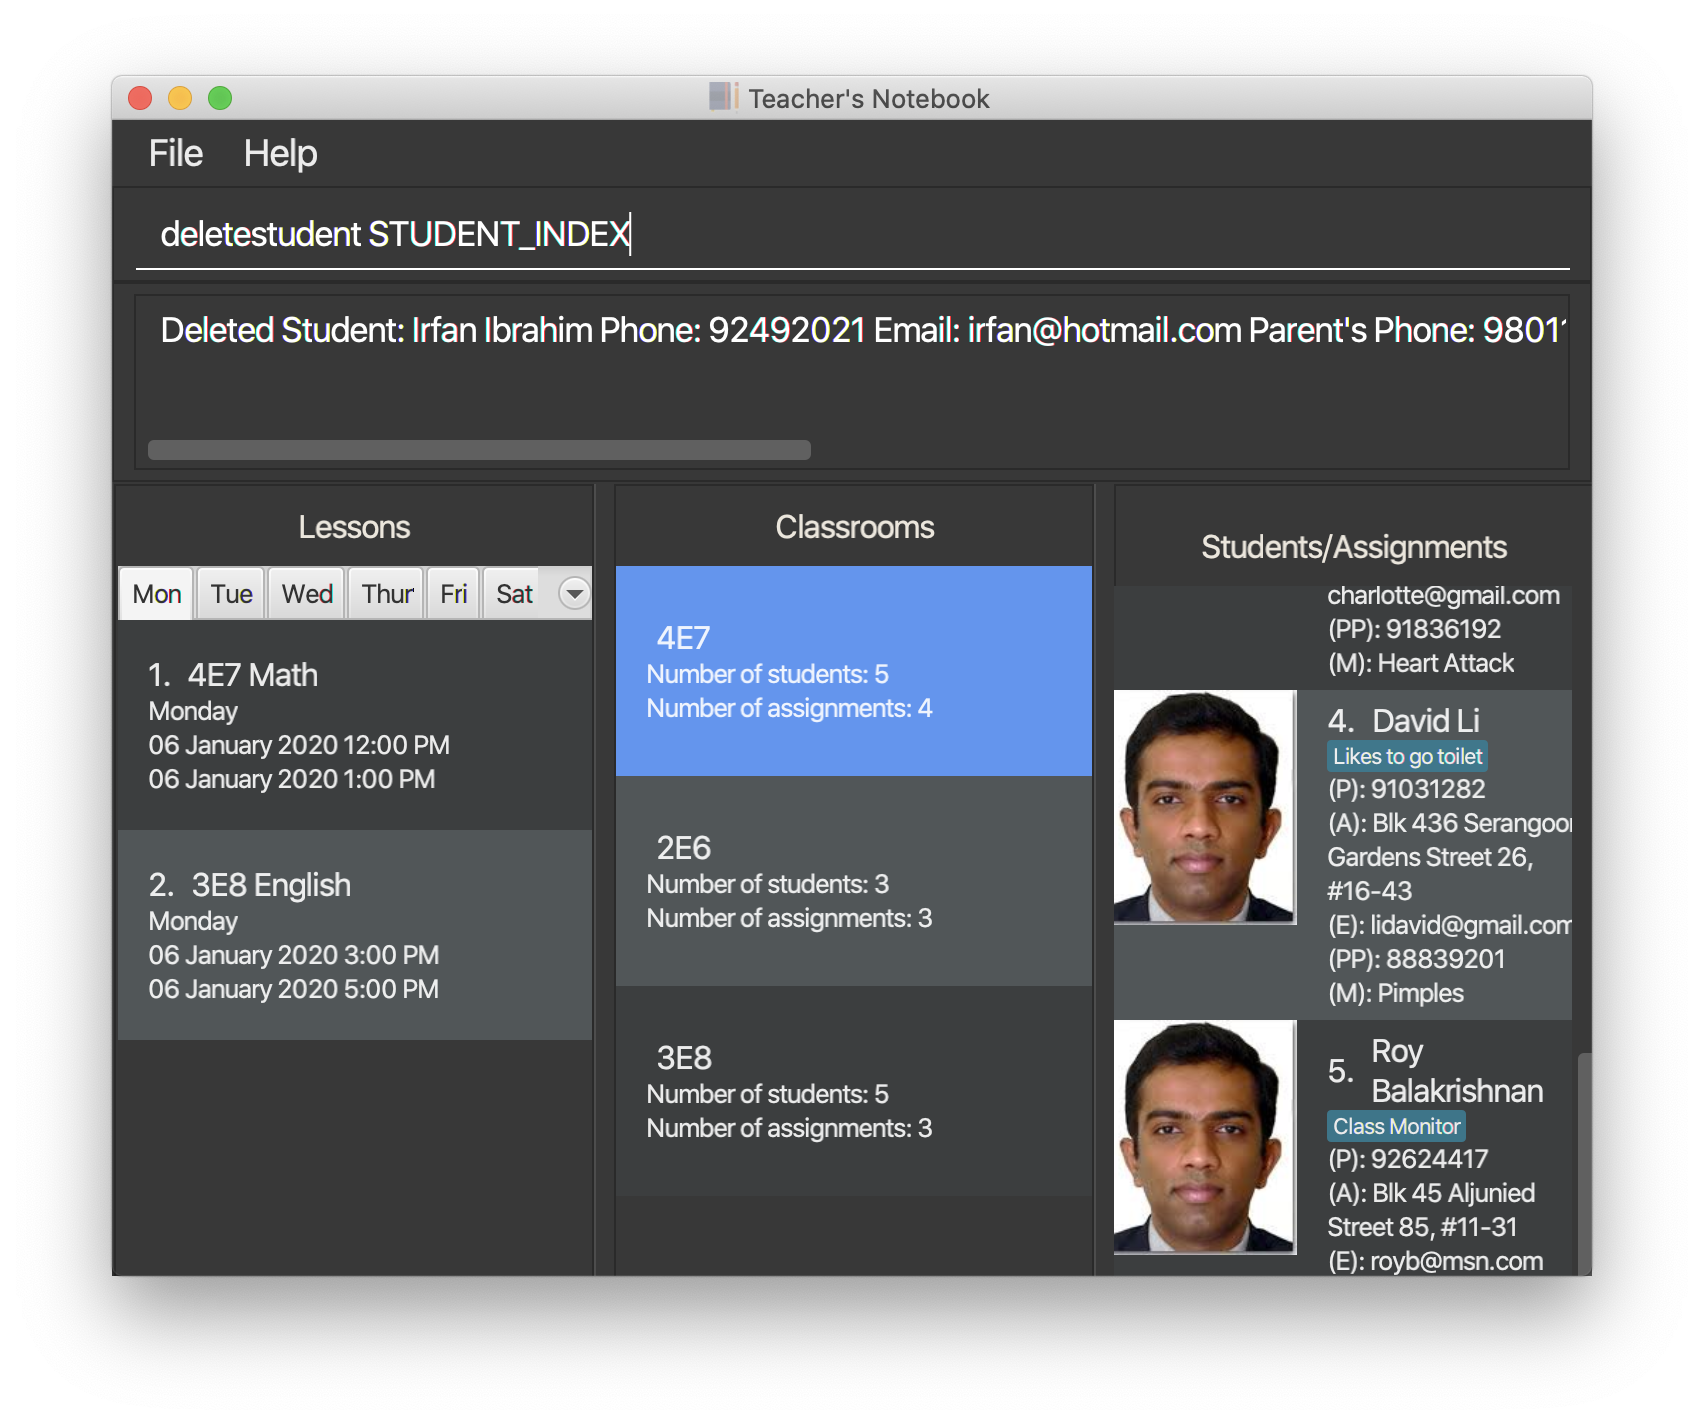 Teacher's Notebook
File Help
deletestudent STUDENT_INDEX
Deleted Student: Irfan Ibrahim Phone: 92492021 Email: irfan@hotmail.com Parent's Phone: 9801
Lessons
Mon Tue Wed Thur Fri Sat
1. 4E7 Math
Monday
06 January 2020 12:00 PM
06 January 2020 1:00 PM
2. 3E8 English
Monday
06 January 2020 3:00 PM
06 January 2020 5:00 PM
Classrooms
4E7
Number of students: 5
Number of assignments: 4
2E6
Number of students: 3
Number of assignments: 3
3E8
Number of students: 5
Number of assignments: 3
Students/Assignments
charlotte@gmail.com
(PP): 91836192
(M): Heart Attack
4. David Li
Likes to go toilet
(P): 91031282
(A): Blk 436 Serangoon
Gardens Street 26,
#16-43
(E): lidavid@gmail.com
(PP): 88839201
(M): Pimples
5. Roy
Balakrishnan
Class Monitor
(P): 92624417
(A): Blk 45 Aljunied
Street 85, #11-31
(E): royb@msn.com